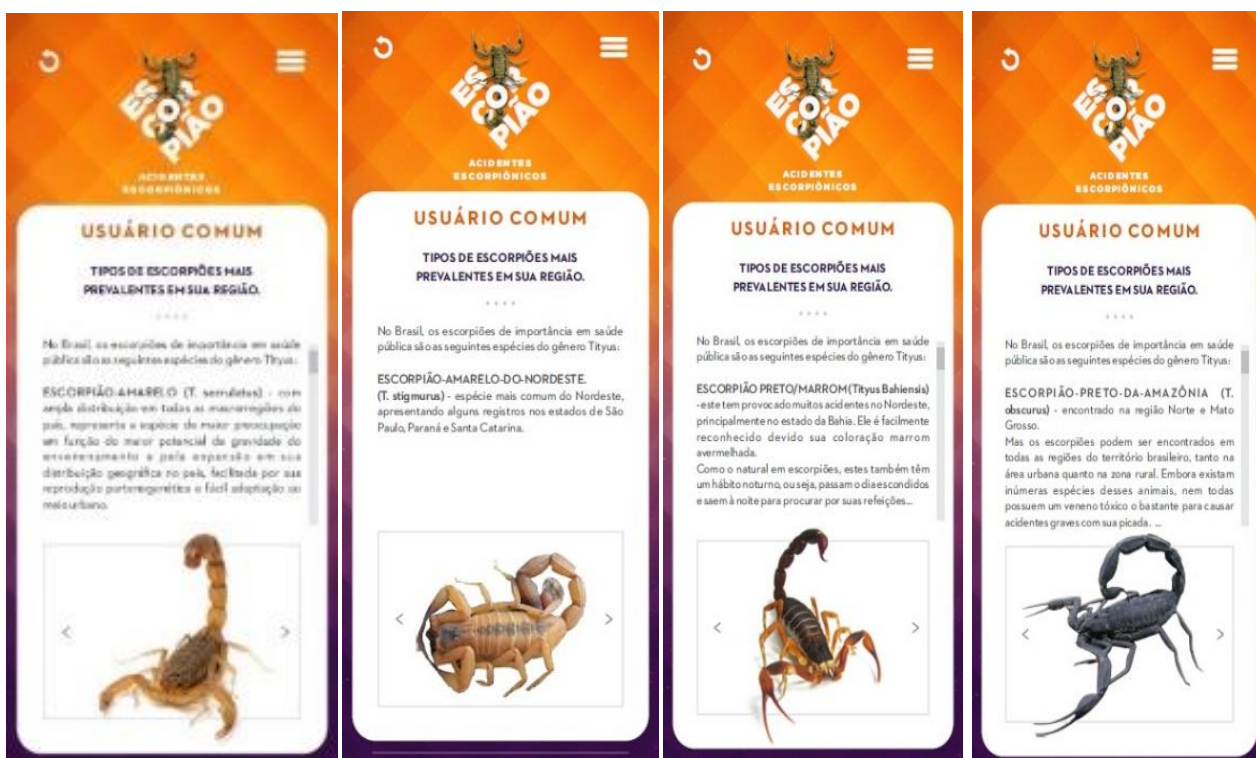 ES
COR
PIÃO
ACIDENTES
ESCORPIÔNICOS
USUÁRIO COMUM
TIPOS DE ESCORPIÕES MAIS
PREVALENTES EM SUA REGIÃO.
No Brasil, os escorpiões de importância em saúde
pública são as seguintes espécies do gênero Tityus:
ESCORPIÃO-AMARELO (T. serrulatus) - com
ampla distribuição em todas as macrorregiões do
país, representa a espécie de maior preocupação
em função do maior potencial de gravidade do
envenenamento e pela expansão em sua
distribuição geográfica no país, facilitada por sua
reprodução partenogenética e fácil adaptação ao
meio urbano.
ES
COR
PIÃO
ACIDENTES
ESCORPIÔNICOS
USUÁRIO COMUM
TIPOS DE ESCORPIÕES MAIS
PREVALENTES EM SUA REGIÃO.
No Brasil, os escorpiões de importância em saúde
pública são as seguintes espécies do gênero Tityus:
ESCORPIÃO-AMARELO-DO-NORDESTE.
(T. stigmurus) - espécie mais comum do Nordeste,
apresentando alguns registros nos estados de São
Paulo, Paraná e Santa Catarina.
ES
COR
PIÃO
ACIDENTES
ESCORPIÔNICOS
USUÁRIO COMUM
TIPOS DE ESCORPIÕES MAIS
PREVALENTES EM SUA REGIÃO.
No Brasil, os escorpiões de importância em saúde
pública são as seguintes espécies do gênero Tityus:
ESCORPIÃO PRETO/MARROM (Tityus Bahiensis)
-este tem provocado muitos acidentes no Nordeste,
principalmente no estado da Bahia. Ele é facilmente
reconhecido devido sua coloração marrom
avermelhada.
Como o natural em escorpiões, estes também têm
um hábito noturno, ou seja, passam o dia escondidos
e saem à noite para procurar por suas refeições...
ES
COR
PIÃO
ACIDENTES
ESCORPIÔNICOS
USUÁRIO COMUM
TIPOS DE ESCORPIÕES MAIS
PREVALENTES EM SUA REGIÃO.
No Brasil, os escorpiões de importância em saúde
pública são as seguintes espécies do gênero Tityus:
ESCORPIÃO-PRETO-DA-AMAZÔNIA (T.
obscurus) - encontrado na região Norte e Mato
Grosso.
Mas os escorpiões podem ser encontrados em
todas as regiões do território brasileiro, tanto na
área urbana quanto na zona rural. Embora existam
inúmeras espécies desses animais, nem todas
possuem um veneno tóxico o bastante para causar
acidentes graves com sua picada. ...